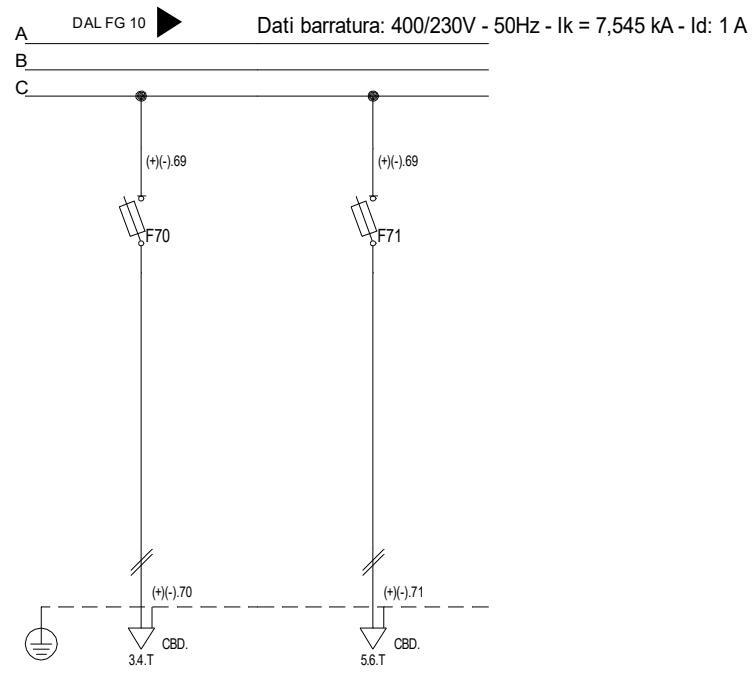 DAL FG 10
Dati barratura: 400/230V - 50Hz - Ik = 7,545 kA - Id: 1 A
A
B
C
(+)(-).69
(+)(-).69
F70
F71
(+)(-).70
(+)(-).71
CBD.
CBD.
3.4.T
5.6.T